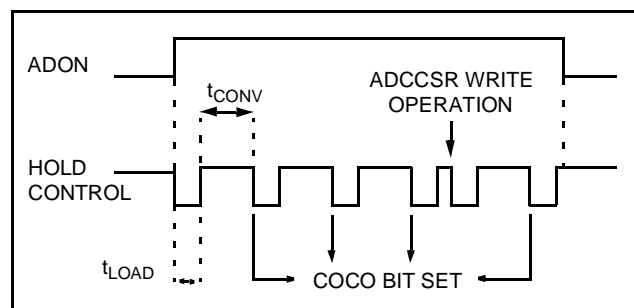 ADON
ADCCSR WRITE
OPERATION
tCONV
HOLD
CONTROL
tLOAD
COCO BIT SET